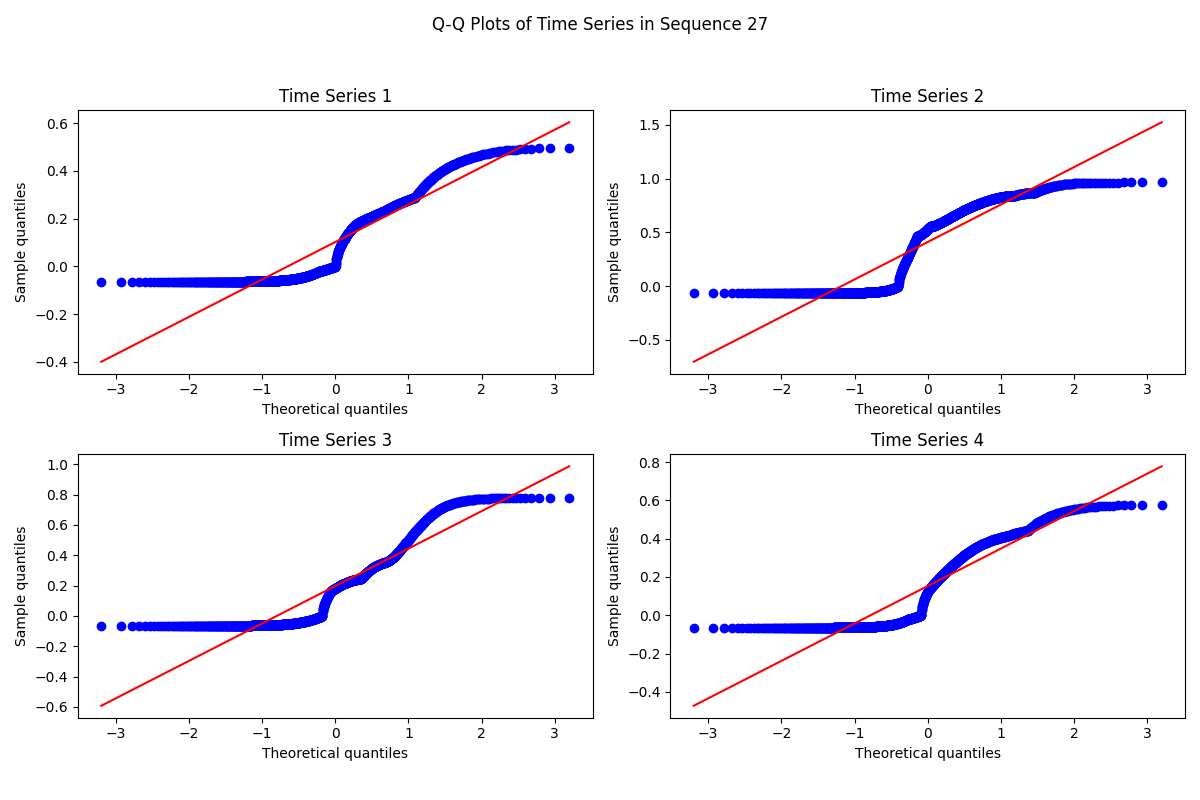 Q-Q Plots of Time Series in Sequence 27
Time Series 1
0.6
0.4
0.2
0.0
−0.2
−0.4
Sample quantiles
−3 −2 −1 0 1 2 3
Theoretical quantiles
Time Series 2
1.5
1.0
0.5
0.0
−0.5
Sample quantiles
−3 −2 −1 0 1 2 3
Theoretical quantiles
Time Series 3
1.0
0.8
0.6
0.4
0.2
0.0
−0.2
−0.4
−0.6
Sample quantiles
−3 −2 −1 0 1 2 3
Theoretical quantiles
Time Series 4
0.8
0.6
0.4
0.2
0.0
−0.2
−0.4
Sample quantiles
−3 −2 −1 0 1 2 3
Theoretical quantiles